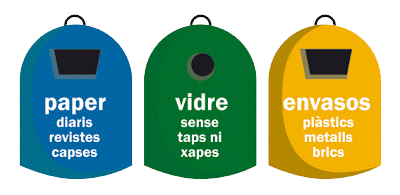 paper
diaris
revistes
capses
vidre
sense
taps ni
xapes
envasos
plàstics
metalls
brics